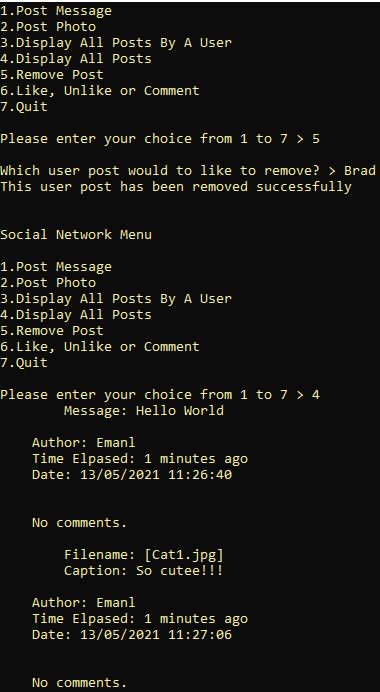 1.Post Message
2.Post Photo
3.Display All Posts By A User
4.Display All Posts
5.Remove Post
6.Like, Unlike or Comment
7.Quit
Please enter your choice from 1 to 7 > 5
Which user post would to like to remove? > Brad
This user post has been removed successfully
Social Network Menu
1.Post Message
2.Post Photo
3.Display All Posts By A User
4.Display All Posts
5.Remove Post
6.Like, Unlike or Comment
7.Quit
Please enter your choice from 1 to 7 > 4
Message: Hello World
Author: Emanl
Time Elpased: 1 minutes ago
Date: 13/05/2021 11:26:40
No comments.
Filename: [Cat1.jpg]
Caption: So cutee!!!
Author: Emanl
Time Elpased: 1 minutes ago
Date: 13/05/2021 11:27:06
No comments.